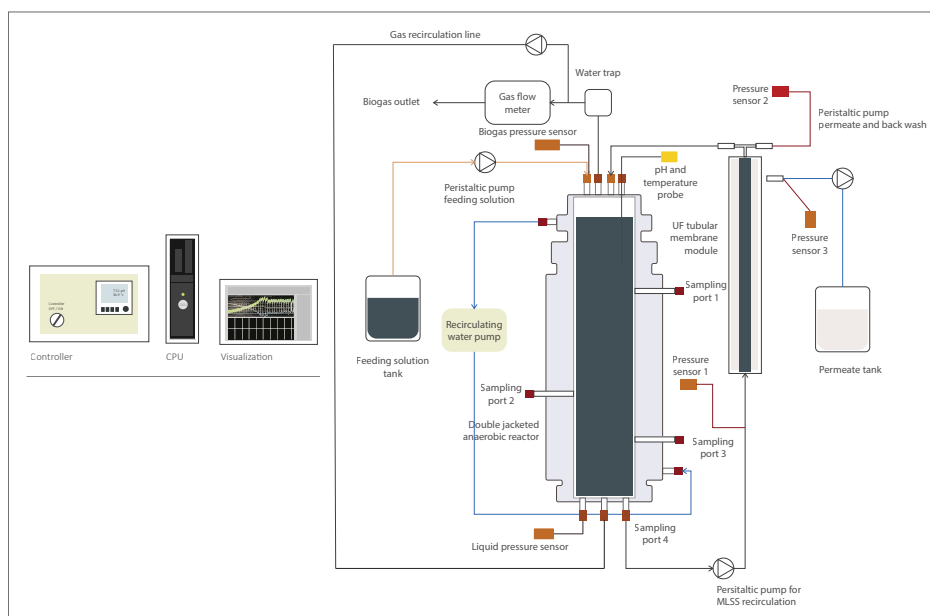 Gas recirculation line
Water trap
Gas flow
meter
Biogas outlet
Biogas pressure sensor
Pressure
sensor 2
Peristaltic pump
permeate and back wash
pH and
temperature
probe
Peristaltic pump
feeding solution
UF tubular
membrane
module
Pressure
sensor 3
Sampling
port 1
Recirculating
water pump
Controller
CPU
Visualization
Feeding solution
tank
Pressure
sensor 1
Permeate tank
Sampling
port 2
Double jacketed
anaerobic reactor
Sampling
port 3
Sampling
port 4
Liquid pressure sensor
Persitaltic pump for
MLSS recirculation